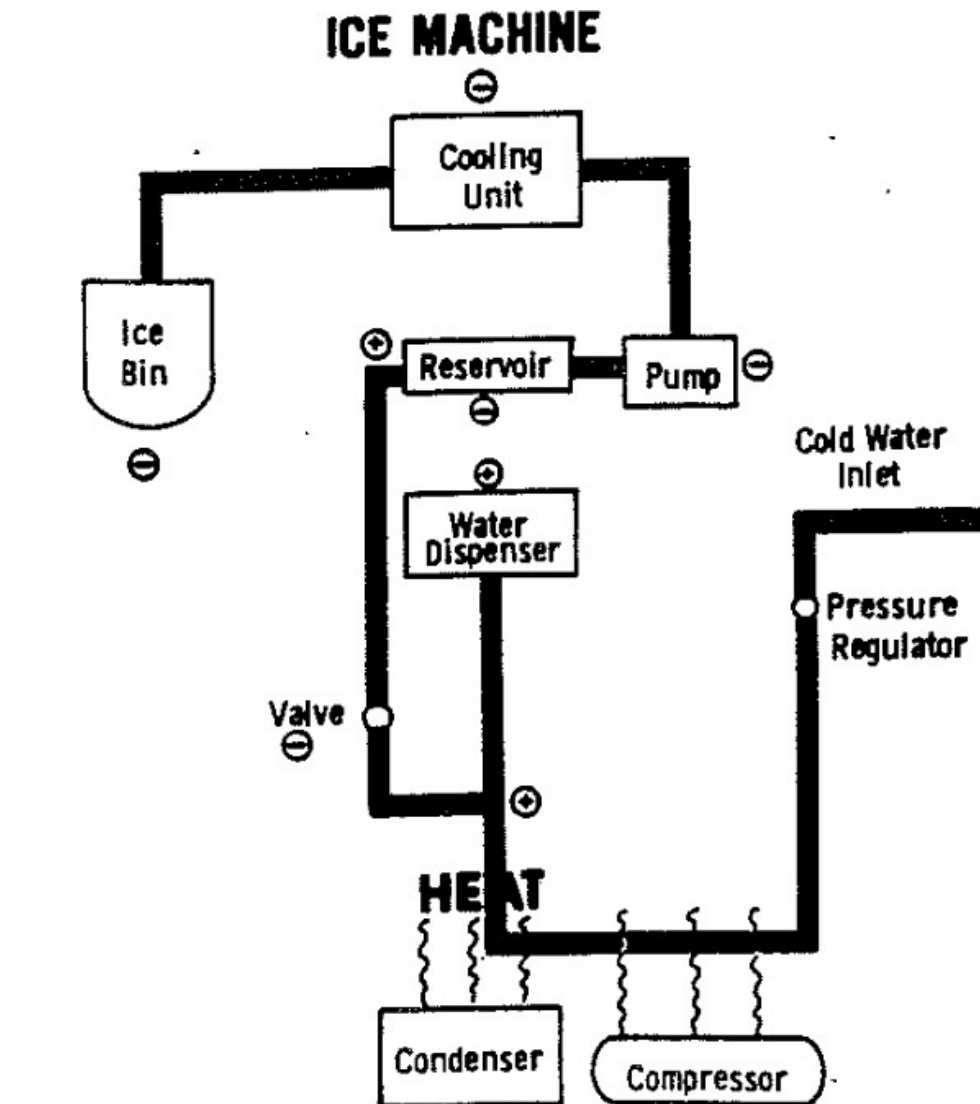 ICE MACHINE
⊖
Cooling
Unit
Ice
Bin
⊖
⊕
Reservoir
⊖
Pump
⊖
Cold Water
Inlet
⊕
Water
Dispenser
Pressure
Regulator
Valve
⊖
⊕
HEAT
Condenser
Compressor